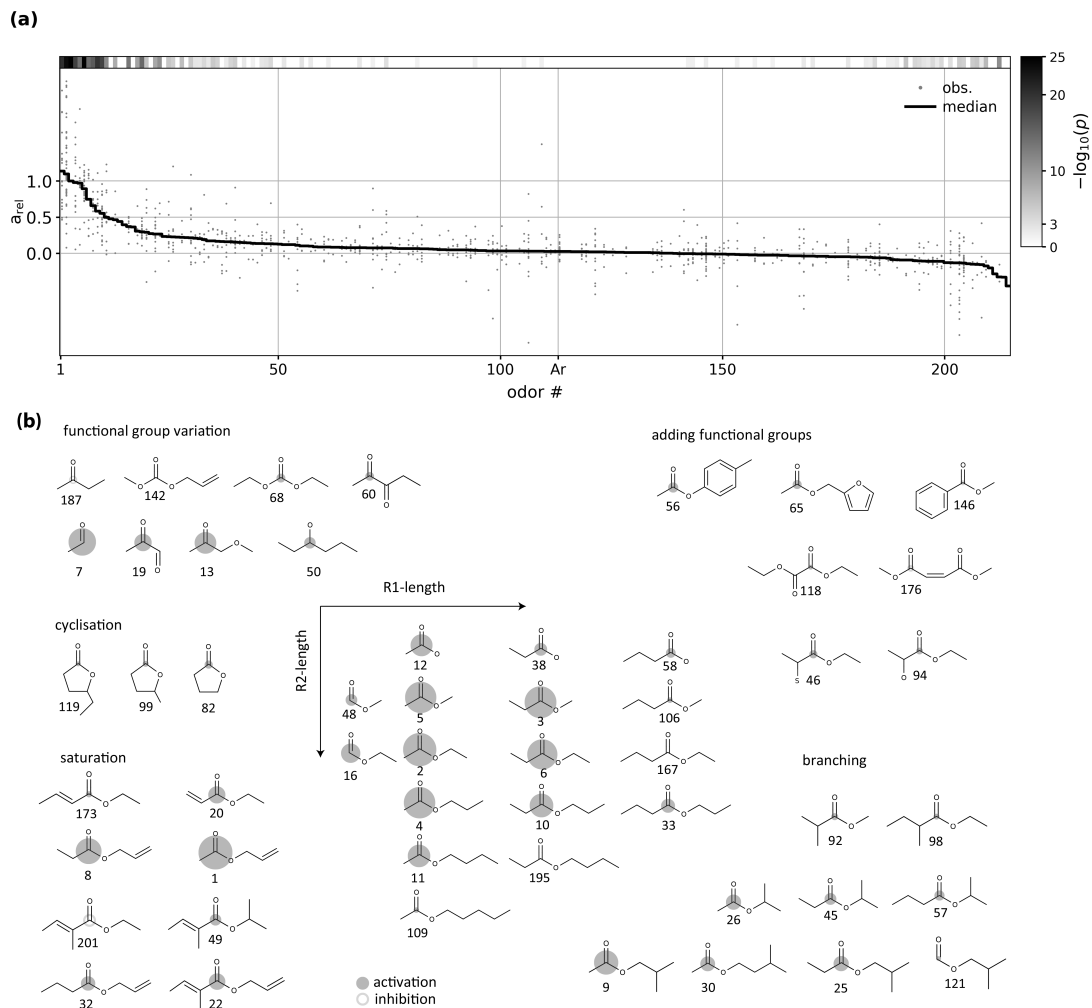 (a)
25
20
10
3
0
−log10(p)
obs.
median
1.0
0.5
0.0
arel
1 50 100 Ar 150 200
odor #
(b)
functional group variation
adding functional groups
O O O O
O O O O O
187 142 68 60
O O O O
O O
56 65 146
O O O O
O O
7 19 13 50
O O O O
O O O O
118 176
R1-length
cyclisation
R2-length
O O O O O O
119 99 82
O O O O O O
12 38 58
O O O O
S O
46 94
O O O O O O O O
48 5 3 106
saturation
O O O O O O O O
16 2 6 167
branching
O O O O
173 20
O O O O O O
4 10 33
O O O O
92 98
O O O O
8 1
O O O O
11 195
O O O O O O
26 45 57
O O O O
201 49
O O
109
O O O O
32 22
O O O O O O O O
9 30 25 121
activation
inhibition